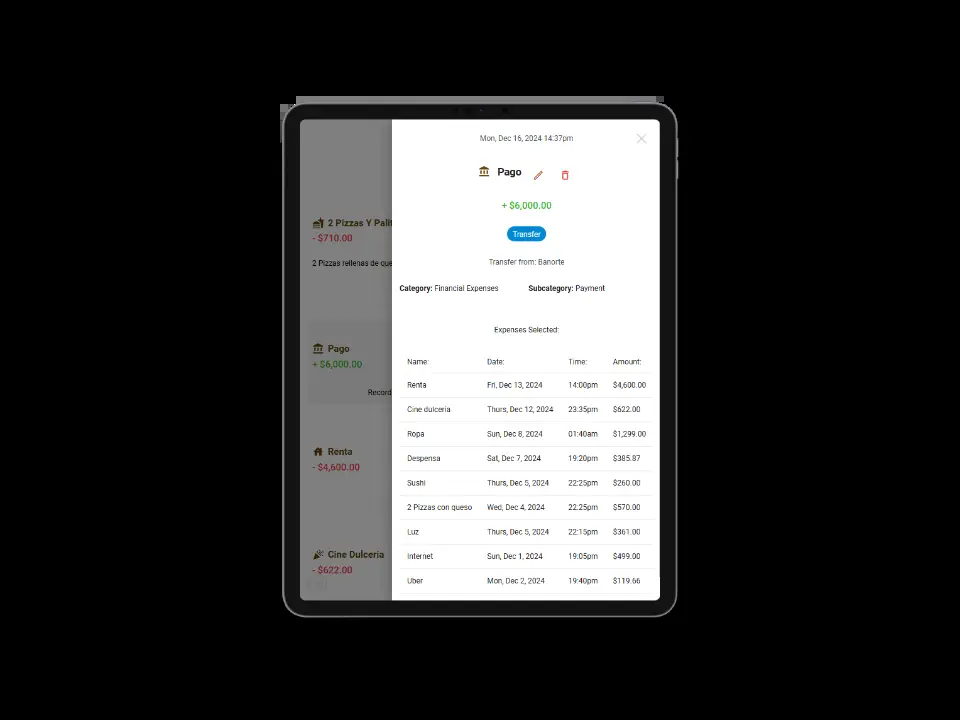 Mon, Dec 16, 2024 14:37pm
Pago
+ $6,000.00
Transfer
Transfer from: Banorte
Category: Financial Expenses Subcategory: Payment
Expenses Selected:
Name: Date: Time: Amount:
Renta Fri, Dec 13, 2024 14:00pm $4,600.00
Cine dulceria Thurs, Dec 12, 2024 23:35pm $622.00
Ropa Sun, Dec 8, 2024 01:40am $1,299.00
Despensa Sat, Dec 7, 2024 19:20pm $385.87
Sushi Thurs, Dec 5, 2024 22:25pm $260.00
2 Pizzas con queso Wed, Dec 4, 2024 22:25pm $570.00
Luz Thurs, Dec 5, 2024 22:15pm $361.00
Internet Sun, Dec 1, 2024 19:05pm $499.00
Uber Mon, Dec 2, 2024 19:40pm $119.66
2 Pizzas Y Palit
- $710.00
2 Pizzas rellenas de que
Pago
+ $6,000.00
Record
Renta
- $4,600.00
Cine Dulceria
- $622.00